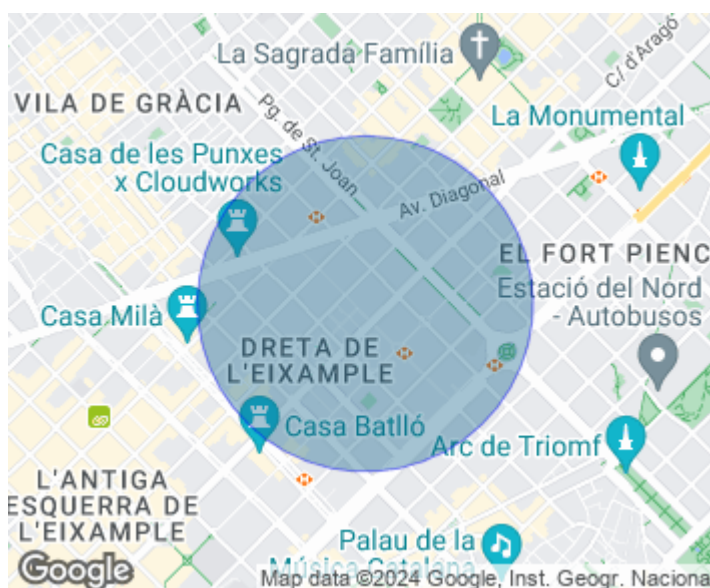 La Sagrada Família
C/ d'Aragó
VILA DE GRÀCIA
Pg. de St. Joan
La Monumental
Casa de les Punxes
x Cloudworks
Av. Diagonal
EL FORT PIENC
Estació del Nord
- Autobusos
Casa Milà
DRETA DE
L'EIXAMPLE
Casa Batlló
Arc de Triomf
L'ANTIGA
ESQUERRA DE
L'EIXAMPLE
Palau de la
Música Catalana
Google
Map data ©2024 Google, Inst. Geogr. Naciona